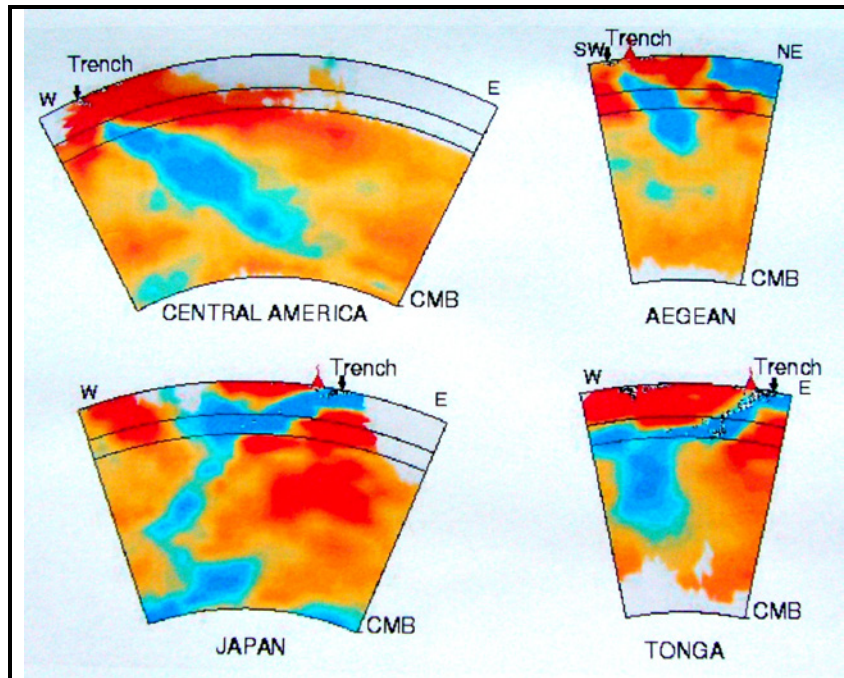 Trench
W
E
CMB
CENTRAL AMERICA
Trench
SW
NE
CMB
AEGEAN
Trench
W
E
CMB
JAPAN
Trench
W
E
CMB
TONGA